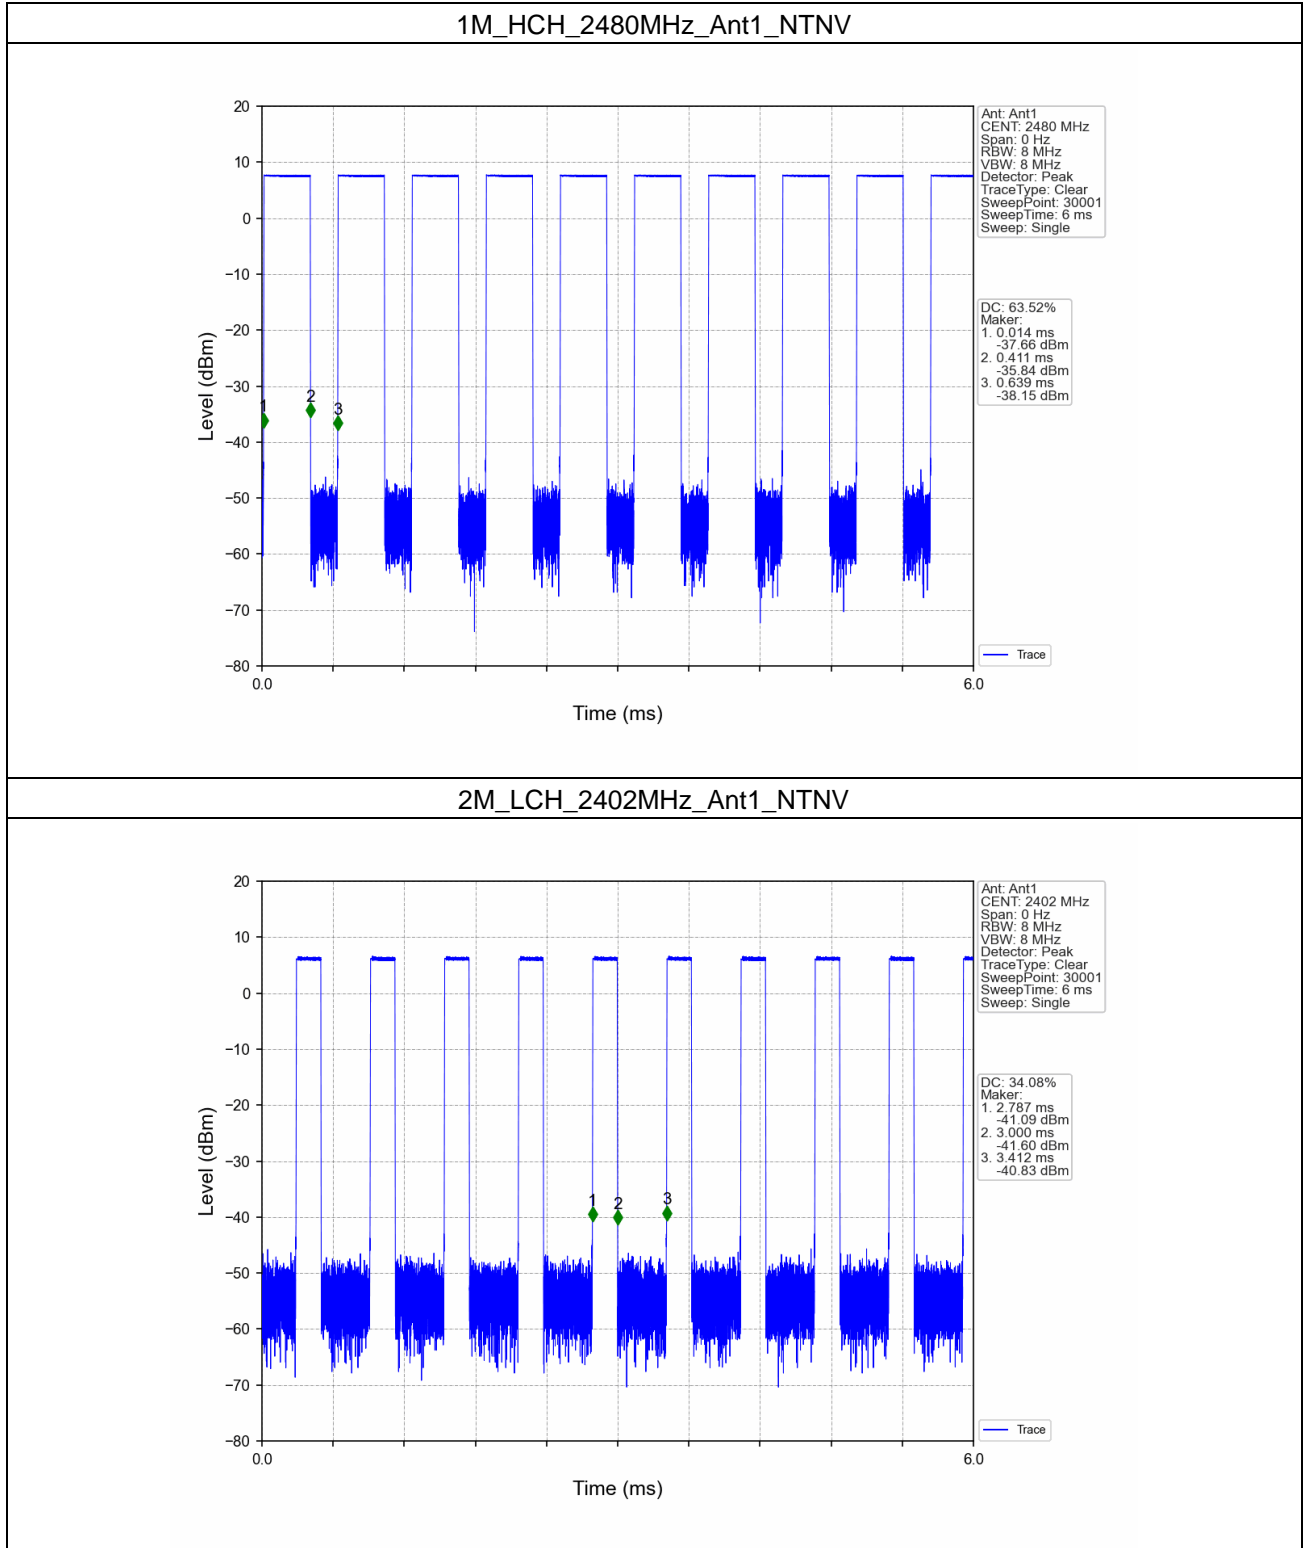 1M_HCH_2480MHz_Ant1_NTNV
20
10
0
−10
−20
−30
−40
−50
−60
−70
−80
Level (dBm)
0.0
6.0
Time (ms)
1
2
3
Ant: Ant1
CENT: 2480 MHz
Span: 0 Hz
RBW: 8 MHz
VBW: 8 MHz
Detector: Peak
TraceType: Clear
SweepPoint: 30001
SweepTime: 6 ms
Sweep: Single
DC: 63.52%
Maker:
1. 0.014 ms
-37.66 dBm
2. 0.411 ms
-35.84 dBm
3. 0.639 ms
-38.15 dBm
Trace
2M_LCH_2402MHz_Ant1_NTNV
20
10
0
−10
−20
−30
−40
−50
−60
−70
−80
Level (dBm)
0.0
6.0
Time (ms)
1
2
3
Ant: Ant1
CENT: 2402 MHz
Span: 0 Hz
RBW: 8 MHz
VBW: 8 MHz
Detector: Peak
TraceType: Clear
SweepPoint: 30001
SweepTime: 6 ms
Sweep: Single
DC: 34.08%
Maker:
1. 2.787 ms
-41.09 dBm
2. 3.000 ms
-41.60 dBm
3. 3.412 ms
-40.83 dBm
Trace